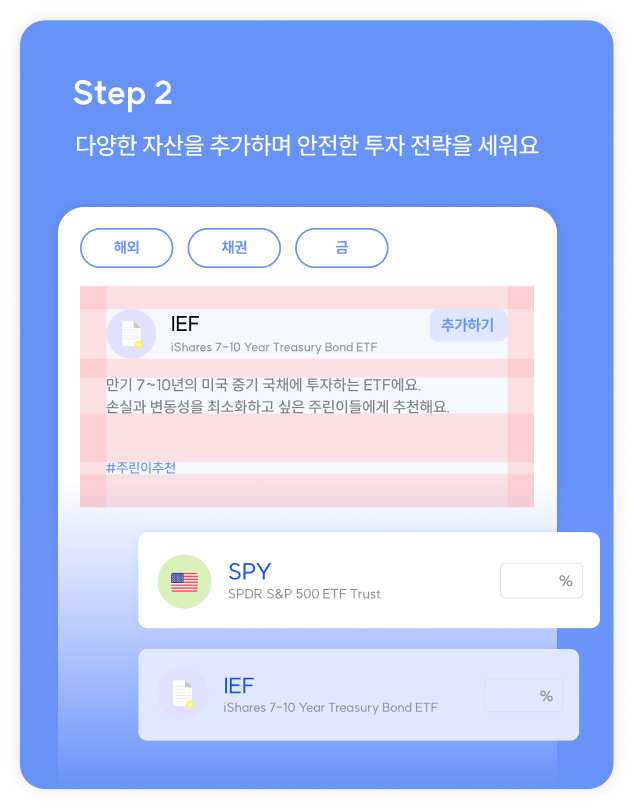 Step 2
다양한 자산을 추가하며 안전한 투자 전략을 세워요
해외 채권 금
IEF
추가하기
iShares 7-10 Year Treasury Bond ETF
만기 7~10년의 미국 중기 국채에 투자하는 ETF에요.
손실과 변동성을 최소화하고 싶은 주린이들에게 추천해요.
#주린이추천
SPY
SPDR S&P 500 ETF Trust
%
IEF
iShares 7-10 Year Treasury Bond ETF
%